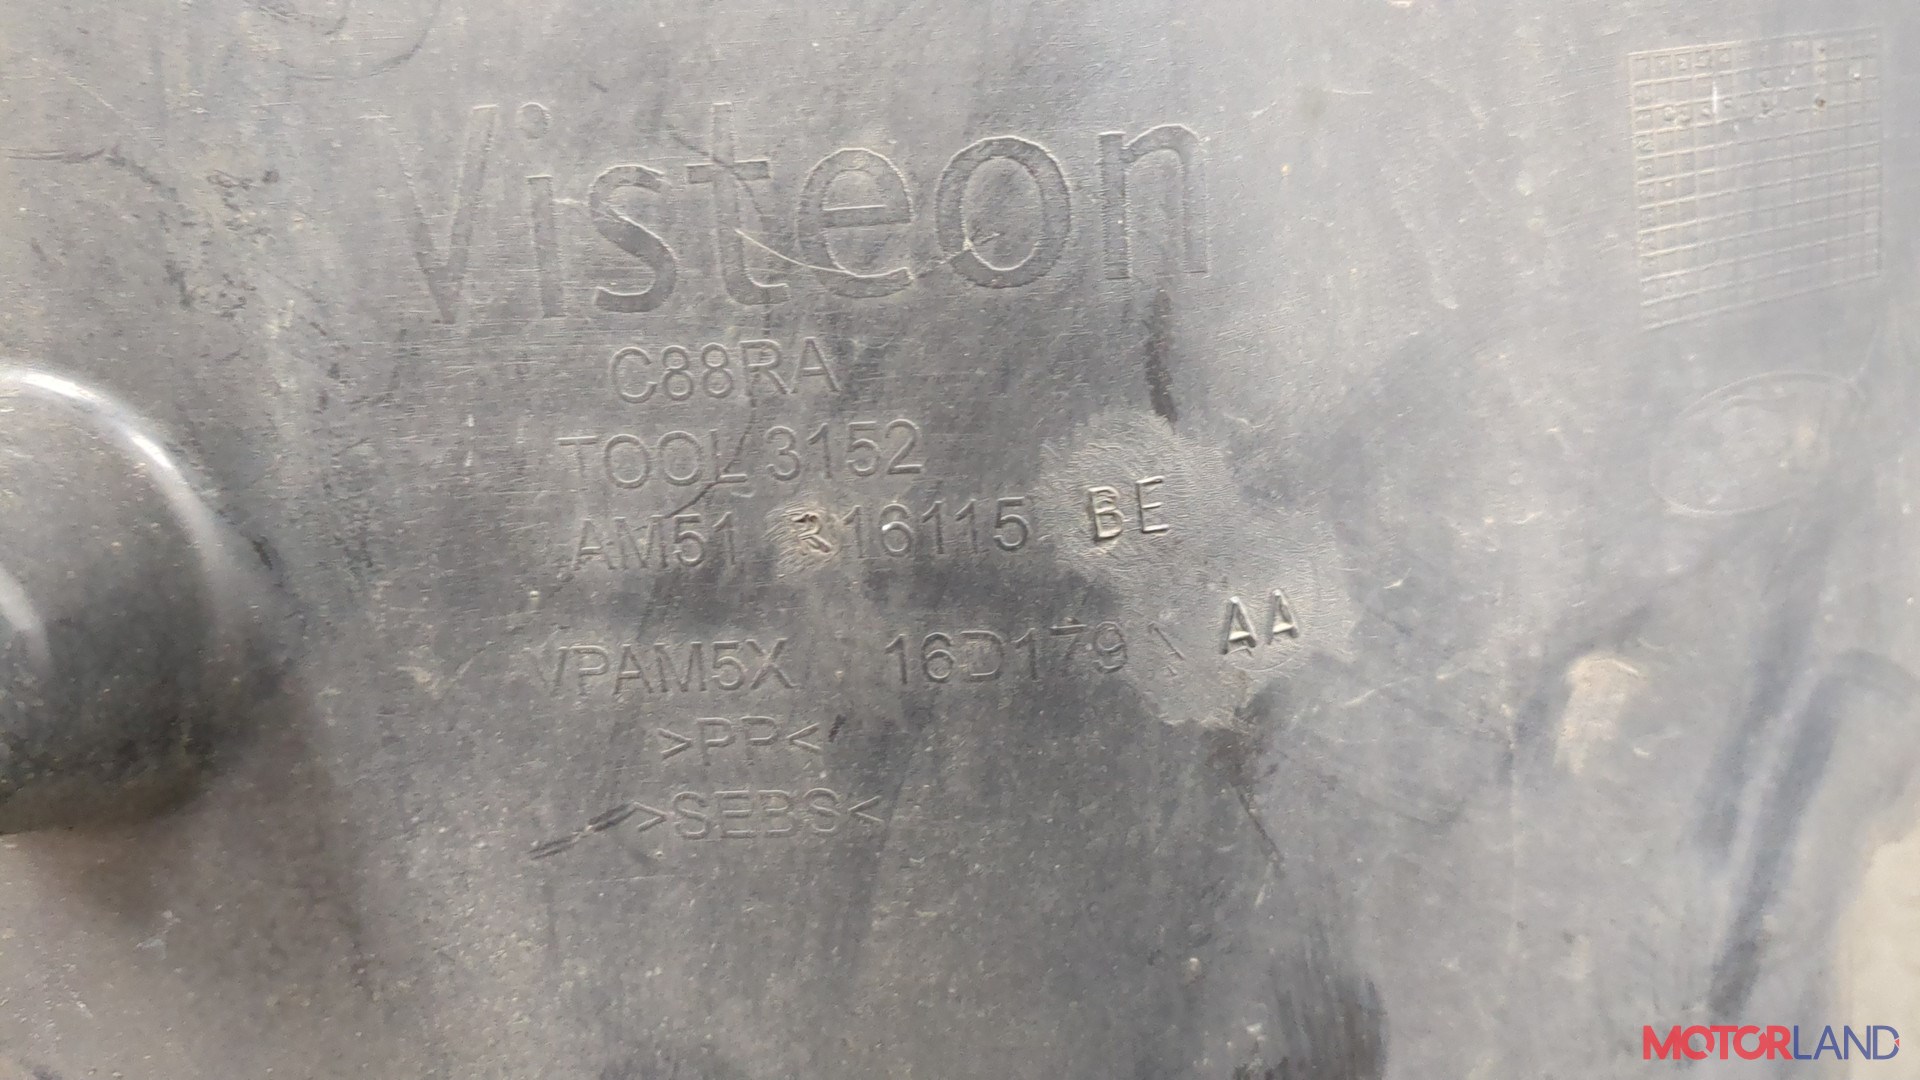 Visteon
C88RA
TOOL 3152
AM51 R16115 BE
VPAM5X 16D179 AA
>PP<
>SEBS<
MOTORLAND